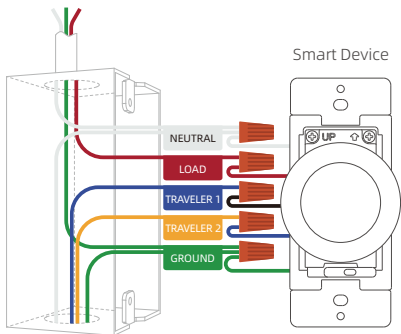 Smart Device
UP
NEUTRAL
LOAD
TRAVELER 1
TRAVELER 2
GROUND